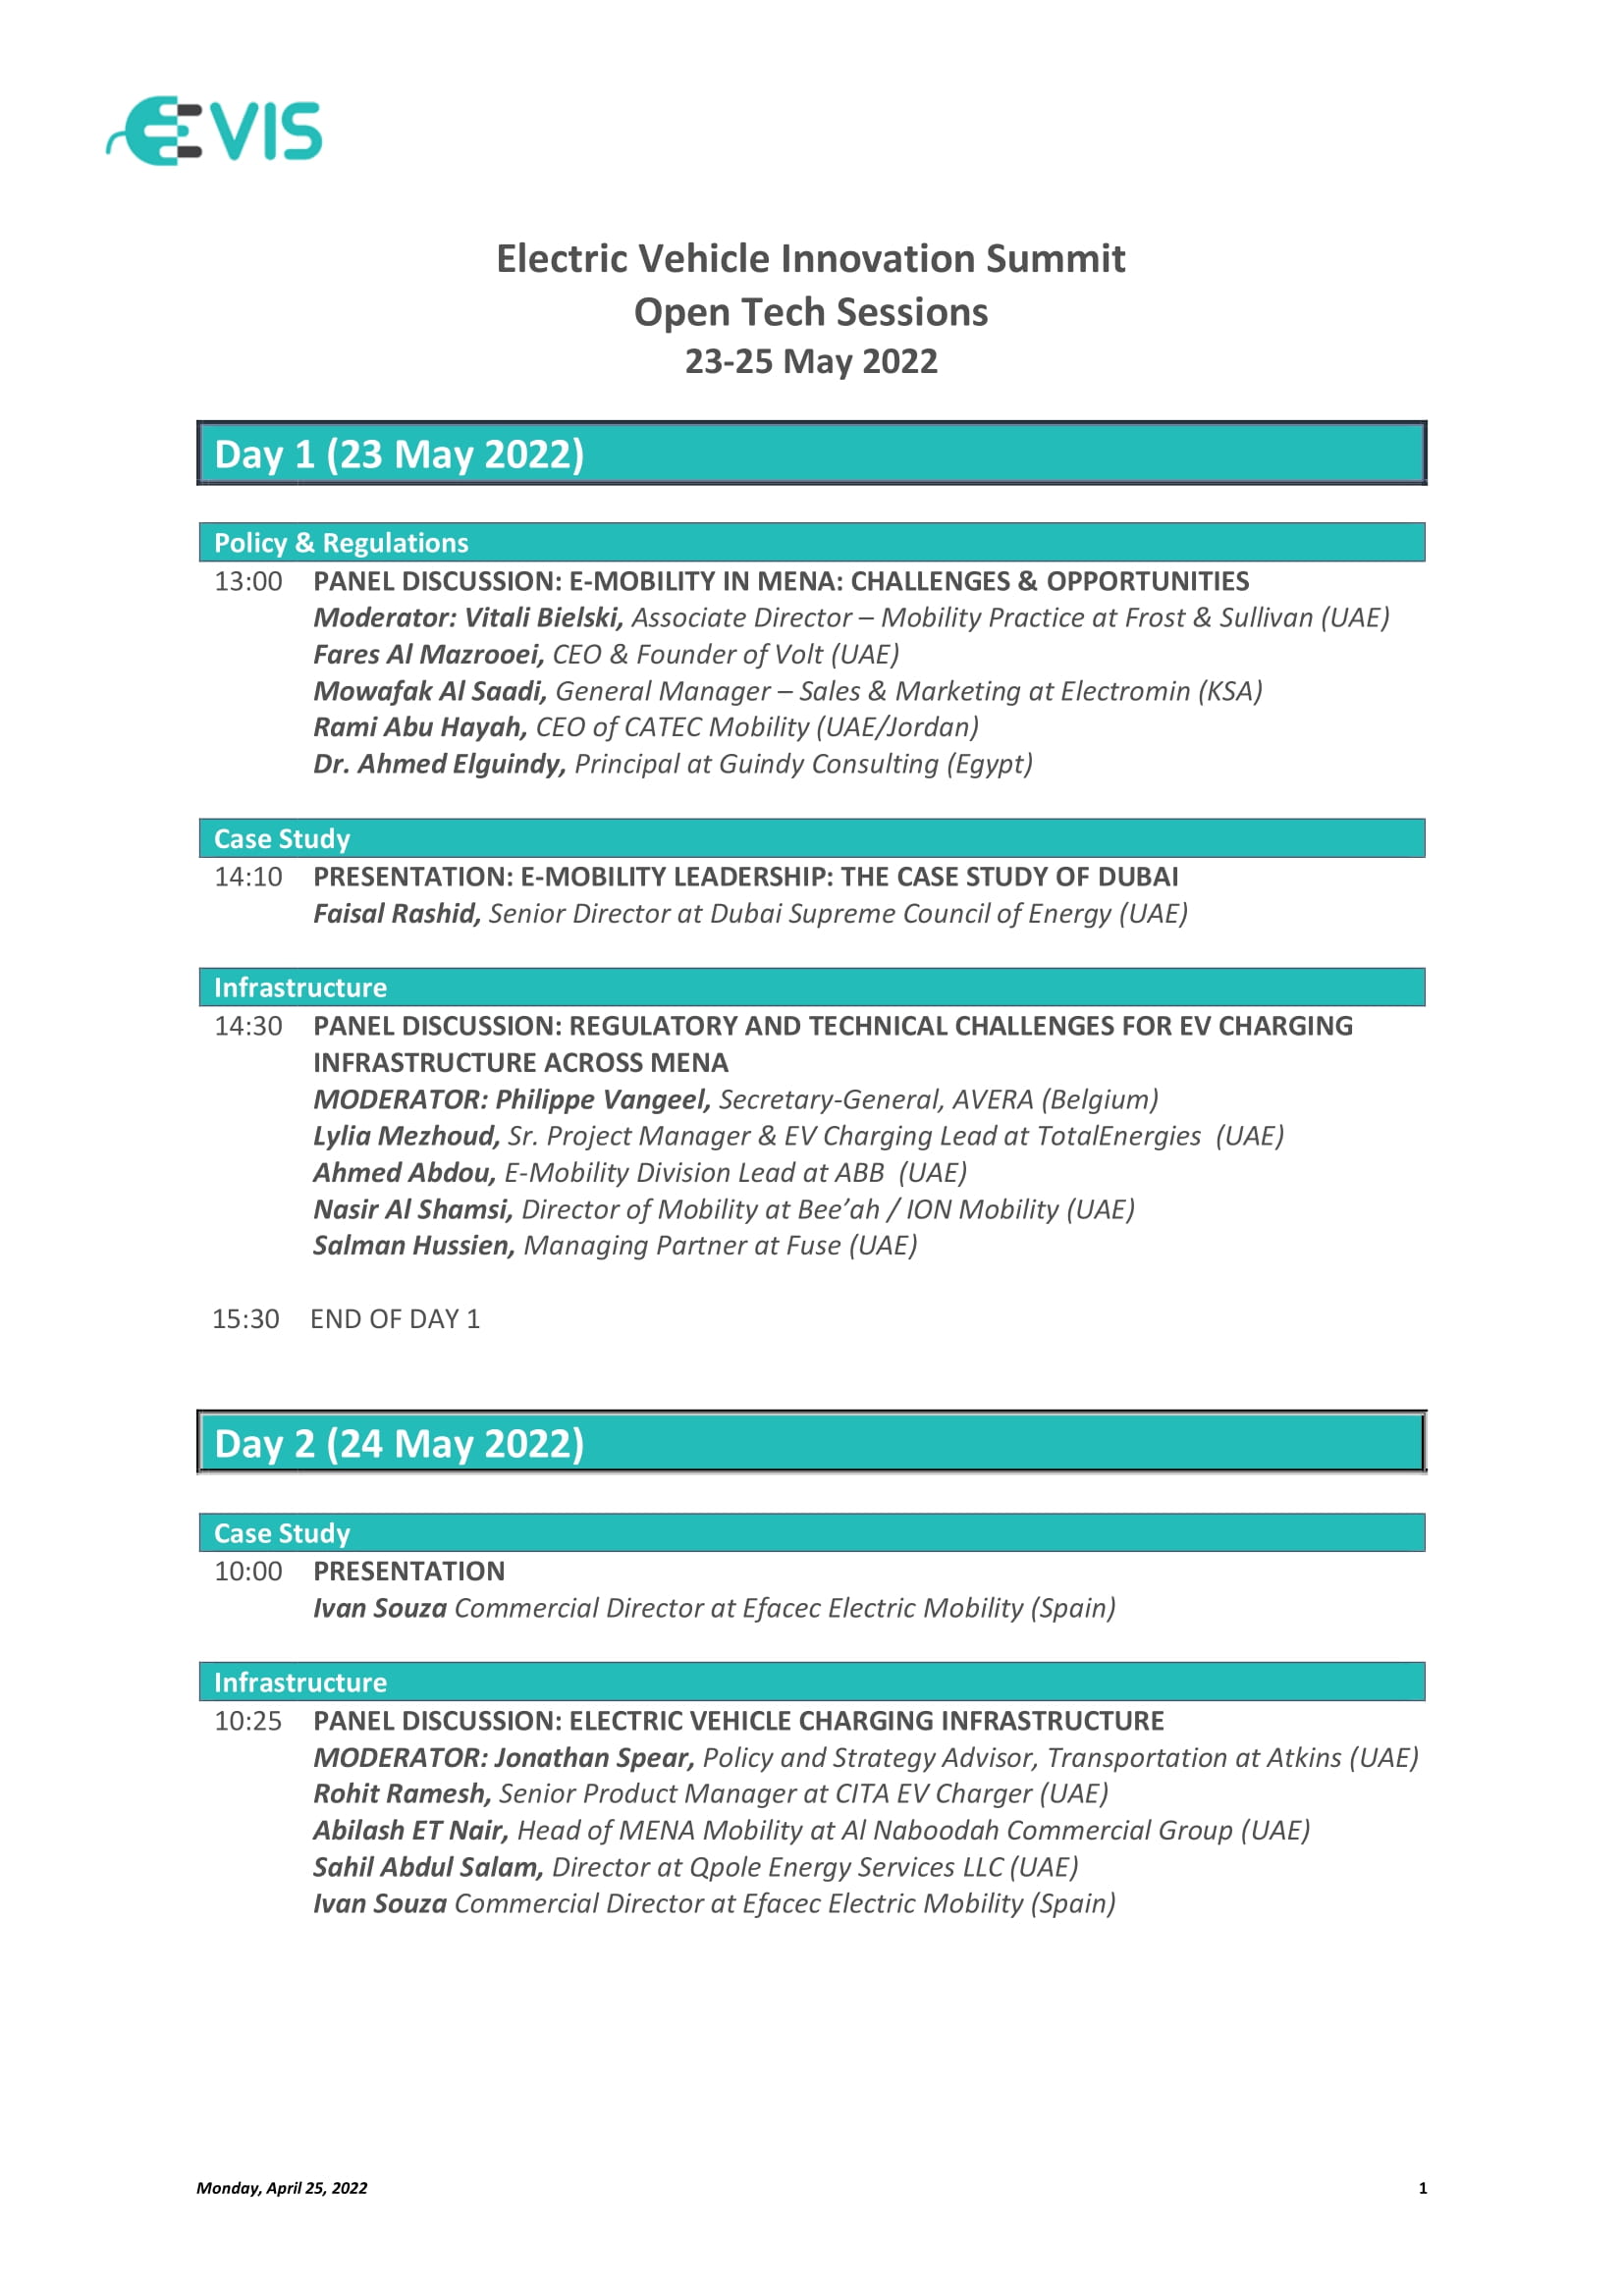 EVIS
Electric Vehicle Innovation Summit
Open Tech Sessions
23-25 May 2022
Day 1 (23 May 2022)
Policy & Regulations
13:00 PANEL DISCUSSION: E-MOBILITY IN MENA: CHALLENGES & OPPORTUNITIES
Moderator: Vitali Bielski, Associate Director – Mobility Practice at Frost & Sullivan (UAE)
Fares Al Mazrooei, CEO & Founder of Volt (UAE)
Mowafak Al Saadi, General Manager – Sales & Marketing at Electromin (KSA)
Rami Abu Hayah, CEO of CATEC Mobility (UAE/Jordan)
Dr. Ahmed Elguindy, Principal at Guindy Consulting (Egypt)
Case Study
14:10 PRESENTATION: E-MOBILITY LEADERSHIP: THE CASE STUDY OF DUBAI
Faisal Rashid, Senior Director at Dubai Supreme Council of Energy (UAE)
Infrastructure
14:30 PANEL DISCUSSION: REGULATORY AND TECHNICAL CHALLENGES FOR EV CHARGING
INFRASTRUCTURE ACROSS MENA
MODERATOR: Philippe Vangeel, Secretary-General, AVERA (Belgium)
Lylia Mezhoud, Sr. Project Manager & EV Charging Lead at TotalEnergies (UAE)
Ahmed Abdou, E-Mobility Division Lead at ABB (UAE)
Nasir Al Shamsi, Director of Mobility at Bee’ah / ION Mobility (UAE)
Salman Hussien, Managing Partner at Fuse (UAE)
15:30 END OF DAY 1
Day 2 (24 May 2022)
Case Study
10:00 PRESENTATION
Ivan Souza Commercial Director at Efacec Electric Mobility (Spain)
Infrastructure
10:25 PANEL DISCUSSION: ELECTRIC VEHICLE CHARGING INFRASTRUCTURE
MODERATOR: Jonathan Spear, Policy and Strategy Advisor, Transportation at Atkins (UAE)
Rohit Ramesh, Senior Product Manager at CITA EV Charger (UAE)
Abilash ET Nair, Head of MENA Mobility at Al Naboodah Commercial Group (UAE)
Sahil Abdul Salam, Director at Qpole Energy Services LLC (UAE)
Ivan Souza Commercial Director at Efacec Electric Mobility (Spain)
Monday, April 25, 2022 1